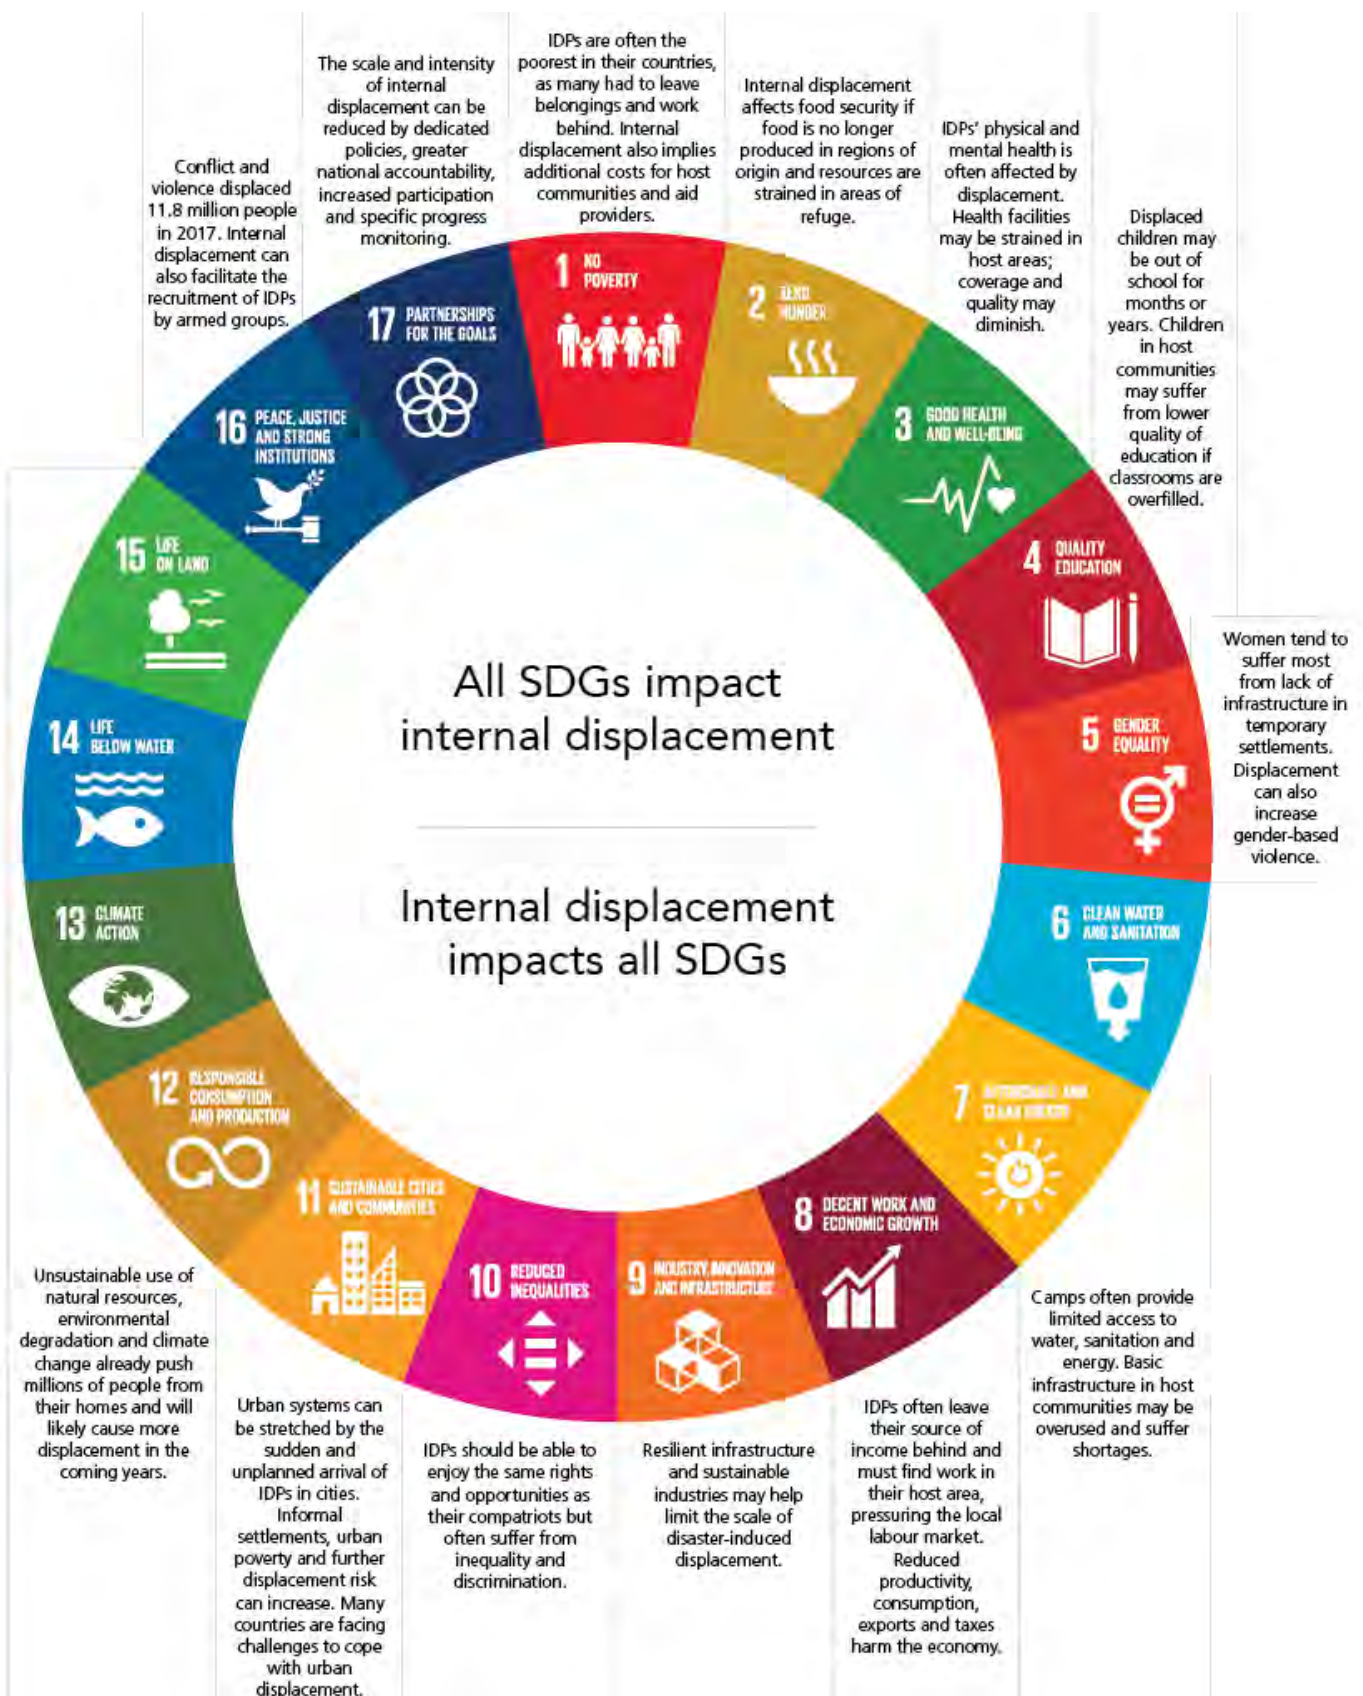 IDPs are often the
poorest in their countries,
as many had to leave
belongings and work
behind. Internal
displacement also implies
additional costs for host
communities and aid
providers.
1 NO
POVERTY
Internal displacement
affects food security if
food is no longer
produced in regions of
origin and resources are
strained in areas of
refuge.
2 ZERO
HUNGER
IDPs' physical and
mental health is
often affected by
displacement.
Health facilities
may be strained in
host areas;
coverage and
quality may
diminish.
3 GOOD HEALTH
AND WELL-BEING
Displaced
children may
be out of
school for
months or
years. Children
in host
communities
may suffer
from lower
quality of
education if
classrooms are
overfilled.
4 QUALITY
EDUCATION
Women tend to
suffer most
from lack of
infrastructure in
temporary
settlements.
Displacement
can also
increase
gender-based
violence.
5 GENDER
EQUALITY
6 CLEAN WATER
AND SANITATION
7 AFFORDABLE AND
CLEAN ENERGY
Camps often provide
limited access to
water, sanitation and
energy. Basic
infrastructure in host
communities may be
overused and suffer
shortages.
8 DECENT WORK AND
ECONOMIC GROWTH
IDPs often leave
their source of
income behind and
must find work in
their host area,
pressuring the local
labour market.
Reduced
productivity,
consumption,
exports and taxes
harm the economy.
9 INDUSTRY, INNOVATION
AND INFRASTRUCTURE
Resilient infrastructure
and sustainable
industries may help
limit the scale of
disaster-induced
displacement.
10 REDUCED
INEQUALITIES
IDPs should be able to
enjoy the same rights
and opportunities as
their compatriots but
often suffer from
inequality and
discrimination.
11 SUSTAINABLE CITIES
AND COMMUNITIES
Urban systems can
be stretched by the
sudden and
unplanned arrival of
IDPs in cities.
Informal
settlements, urban
poverty and further
displacement risk
can increase. Many
countries are facing
challenges to cope
with urban
displacement.
12 RESPONSIBLE
CONSUMPTION
AND PRODUCTION
13 CLIMATE
ACTION
14 LIFE
BELOW WATER
15 LIFE
ON LAND
Unsustainable use of
natural resources,
environmental
degradation and climate
change already push
millions of people from
their homes and will
likely cause more
displacement in the
coming years.
16 PEACE, JUSTICE
AND STRONG
INSTITUTIONS
Conflict and
violence displaced
11.8 million people
in 2017. Internal
displacement can
also facilitate the
recruitment of IDPs
by armed groups.
17 PARTNERSHIPS
FOR THE GOALS
The scale and intensity
of internal
displacement can be
reduced by dedicated
policies, greater
national accountability,
increased participation
and specific progress
monitoring.
All SDGs impact
internal displacement
Internal displacement
impacts all SDGs